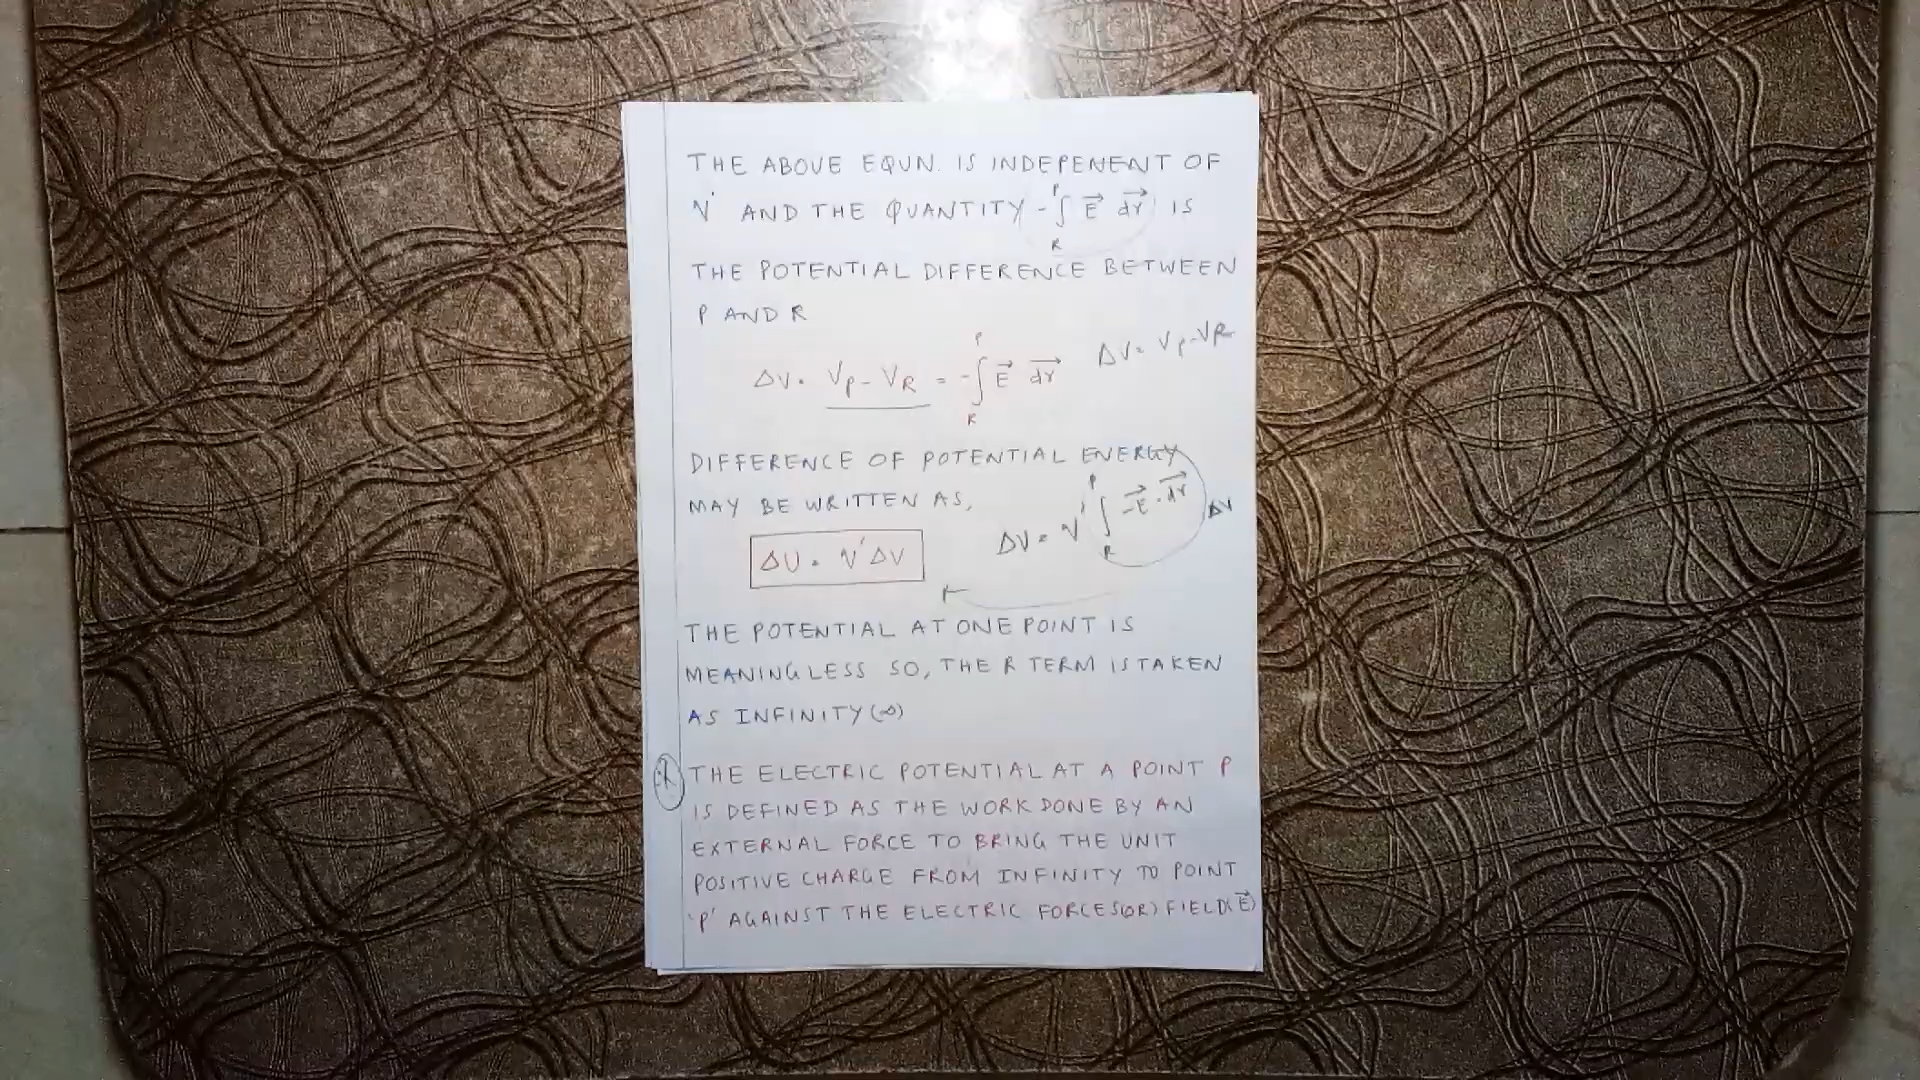 THE ABOVE EQUN. IS INDEPENENT OF
V' AND THE QUANTITY -∫ᴿᴾ E⃗ dr⃗ IS
THE POTENTIAL DIFFERENCE BETWEEN
P AND R
ΔV = VP - VR = -∫ᴿᴾ E⃗ dr⃗ ΔV = VP - VR
DIFFERENCE OF POTENTIAL ENERGY
MAY BE WRITTEN AS,
ΔU = V'ΔV ΔV = V' ∫ᴿᴾ -E⃗ . dr⃗ ΔV
THE POTENTIAL AT ONE POINT IS
MEANINGLESS SO, THE R TERM IS TAKEN
AS INFINITY (∞)
THE ELECTRIC POTENTIAL AT A POINT P
IS DEFINED AS THE WORK DONE BY AN
EXTERNAL FORCE TO BRING THE UNIT
POSITIVE CHARGE FROM INFINITY TO POINT
'P' AGAINST THE ELECTRIC FORCES (OR) FIELD (E⃗)